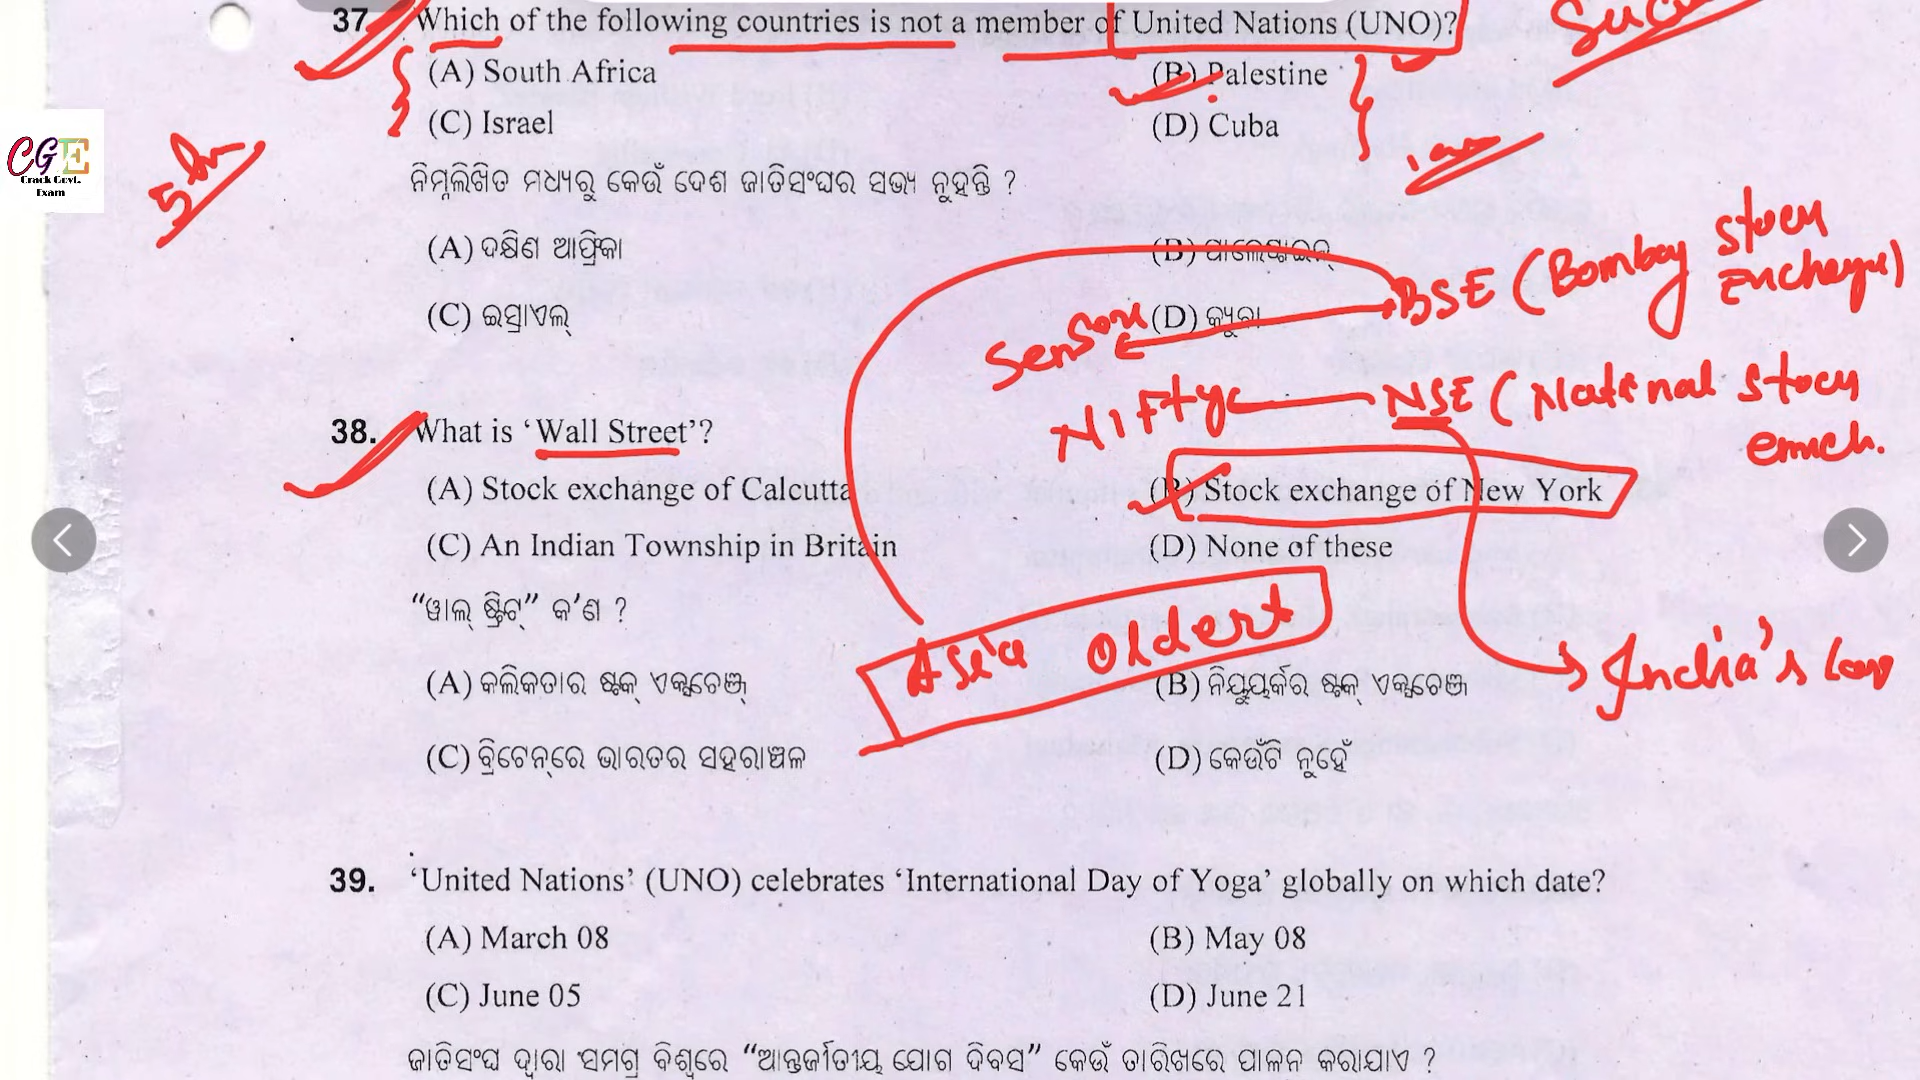 37. Which of the following countries is not a member of United Nations (UNO)?
(A) South Africa (B) Palestine
(C) Israel (D) Cuba
CGE
Crack Govt.
Exam
ନିମ୍ନଲିଖିତ ମଧ୍ୟରୁ କେଉଁ ଦେଶ ଜାତିସଂଘର ସଭ୍ୟ ନୁହନ୍ତି ?
(A) ଦକ୍ଷିଣ ଆଫ୍ରିକା (B) ପାଲେଷ୍ଟାଇନ୍
(C) ଇସ୍ରାଏଲ୍ (D) କ୍ୟୁବା
BSE (Bombay stock
NSE (National stock
Nifty
38. What is ‘Wall Street’?
(A) Stock exchange of Calcutta (B) Stock exchange of New York
(C) An Indian Township in Britain (D) None of these
“ୱାଲ୍ ଷ୍ଟ୍ରିଟ୍” କ’ଣ ?
Asia oldest
India's
(A) କଲିକତାର ଷ୍ଟକ୍ ଏକ୍ସଚେଞ୍ଜ୍ (B) ନିୟୁୟର୍କର ଷ୍ଟକ୍ ଏକ୍ସଚେଞ୍ଜ
(C) ବ୍ରିଟେନ୍‌ରେ ଭାରତର ସହରାଞ୍ଚଳ (D) କେଉଁଟି ନୁହେଁ
39. ‘United Nations’ (UNO) celebrates ‘International Day of Yoga’ globally on which date?
(A) March 08 (B) May 08
(C) June 05 (D) June 21
ଜାତିସଂଘ ଦ୍ୱାରା ସମଗ୍ର ବିଶ୍ୱରେ “ଆନ୍ତର୍ଜାତୀୟ ଯୋଗ ଦିବସ” କେଉଁ ତାରିଖରେ ପାଳନ କରାଯାଏ ?